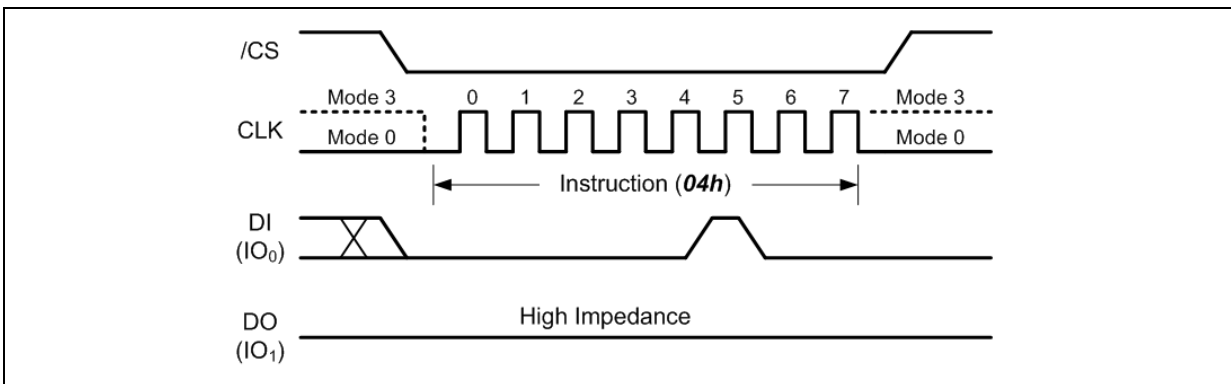 /CS
Mode 3 0 1 2 3 4 5 6 7 Mode 3
CLK
Mode 0 Mode 0
Instruction (04h)
DI
(IO₀)
High Impedance
DO
(IO₁)